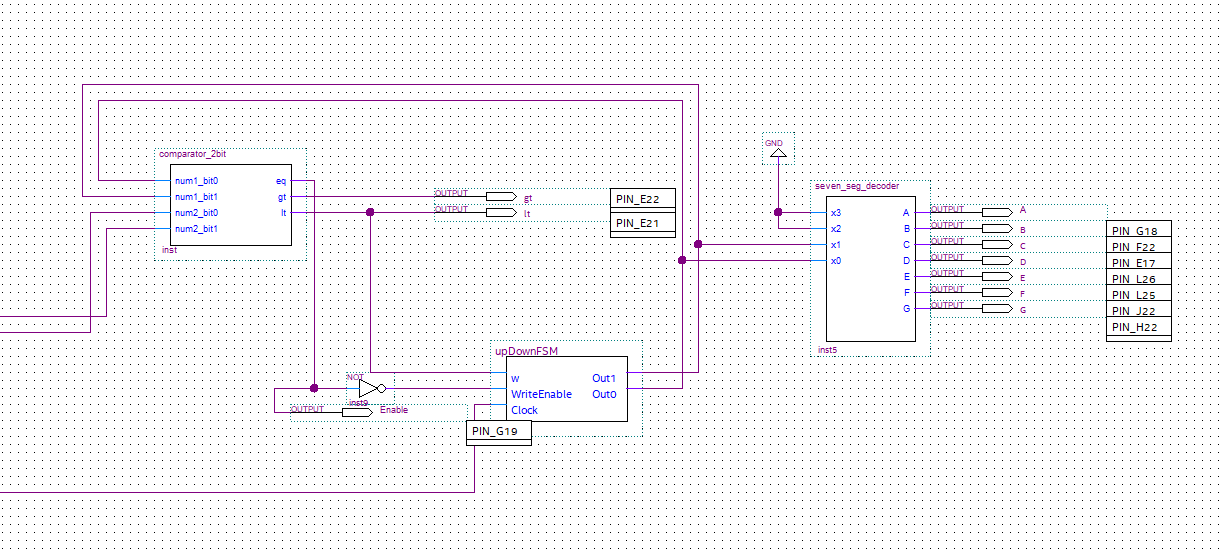 comparator_2bit
num1_bit0
num1_bit1
num2_bit0
num2_bit1
eq
gt
lt
inst
OUTPUT
gt
OUTPUT
lt
PIN_E22
PIN_E21
GND
seven_seg_decoder
x3
x2
x1
x0
A
B
C
D
E
F
G
inst5
OUTPUT
A
OUTPUT
B
OUTPUT
C
OUTPUT
D
OUTPUT
E
OUTPUT
F
OUTPUT
G
PIN_G18
PIN_F22
PIN_E17
PIN_L26
PIN_L25
PIN_J22
PIN_H22
upDownFSM
w
WriteEnable
Clock
Out1
Out0
NOT
inst9
OUTPUT
Enable
PIN_G19